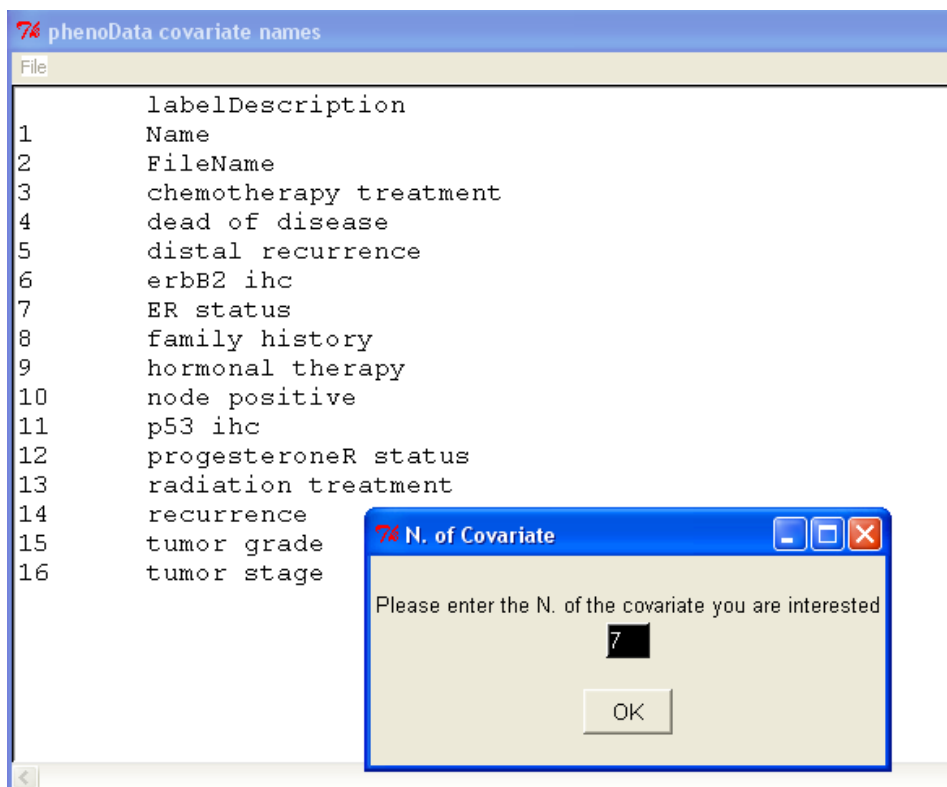 phenoData covariate names
File
labelDescription
1 Name
2 FileName
3 chemotherapy treatment
4 dead of disease
5 distal recurrence
6 erbB2 ihc
7 ER status
8 family history
9 hormonal therapy
10 node positive
11 p53 ihc
12 progesteroneR status
13 radiation treatment
14 recurrence
15 tumor grade
16 tumor stage
N. of Covariate
Please enter the N. of the covariate you are interested
7
OK